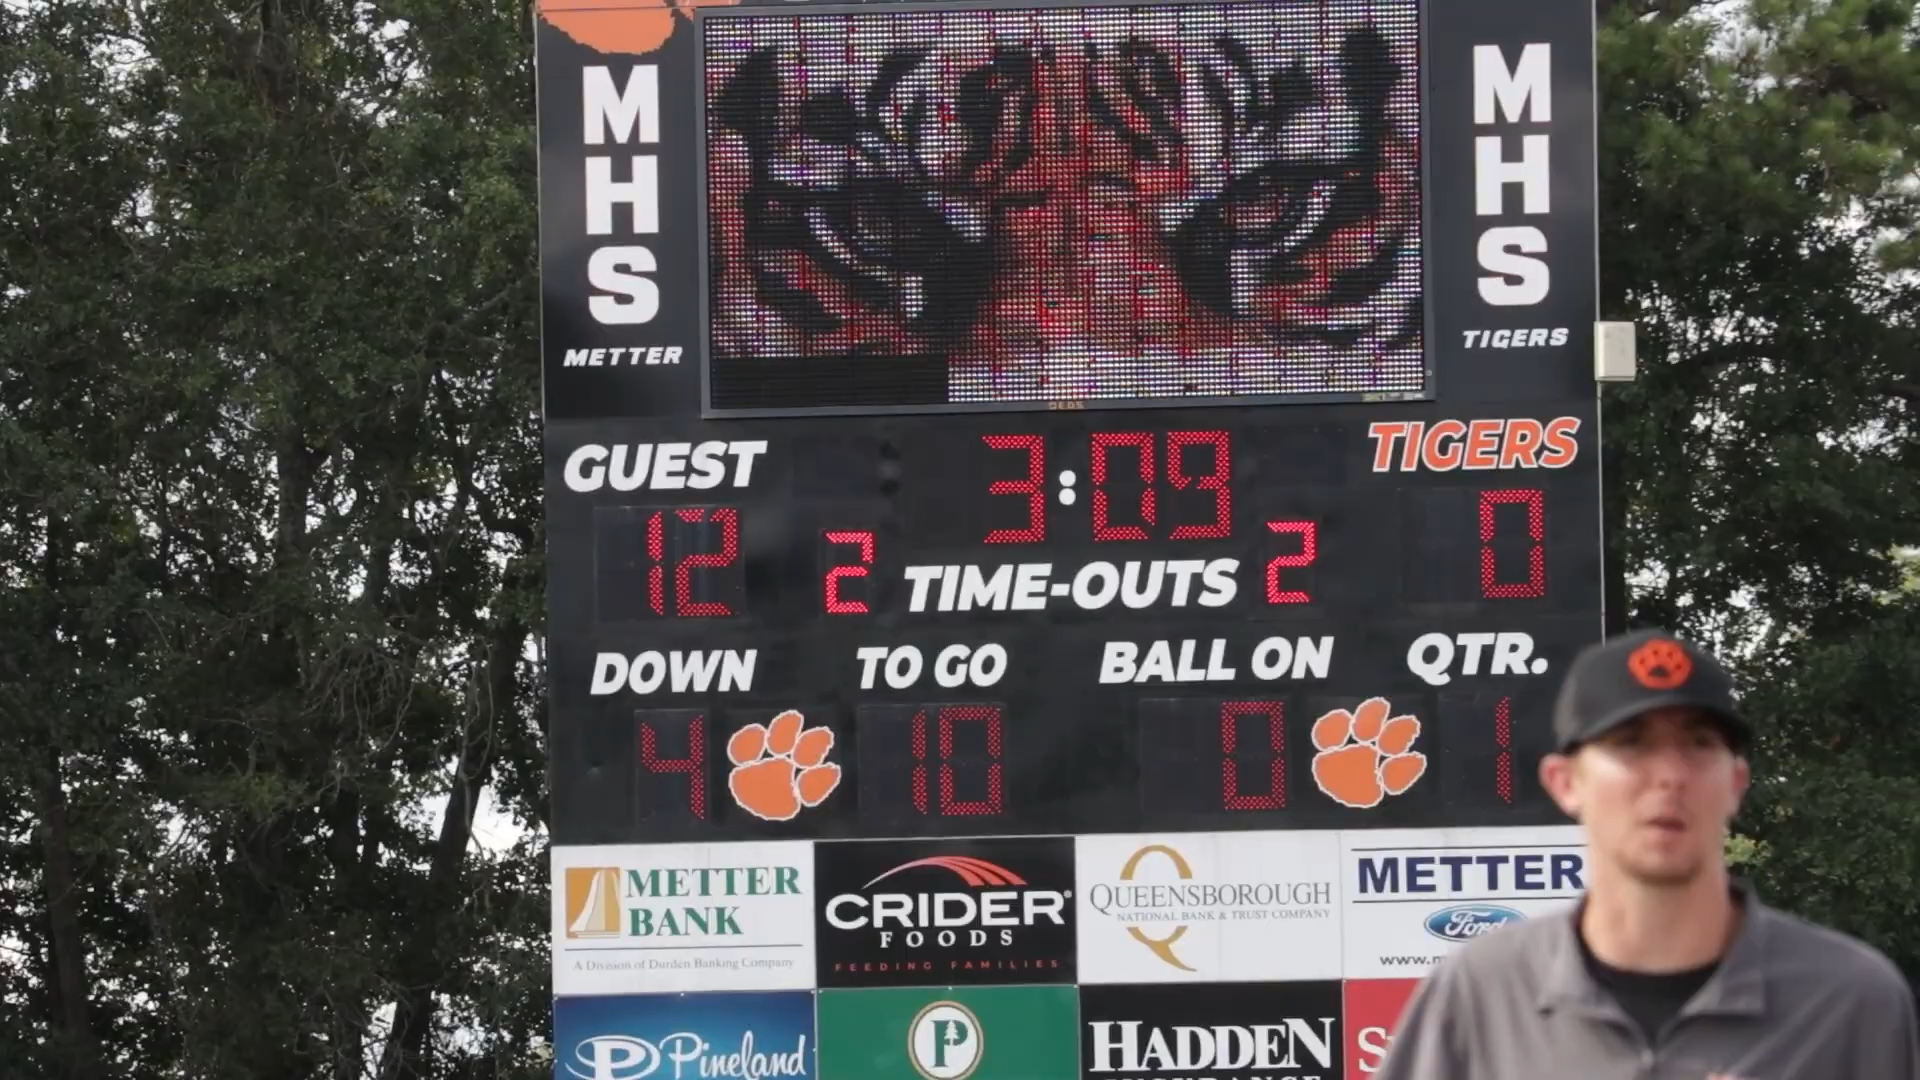 MHS
METTER
MHS
TIGERS
GUEST
3:09
TIGERS
12
2
TIME-OUTS
2
0
DOWN
TO GO
BALL ON
QTR.
4
10
0
1
METTER
BANK
A Division of Durden Banking Company
CRIDER®
FOODS
FEEDING FAMILIES
QUEENSBOROUGH
NATIONAL BANK & TRUST COMPANY
METTER
Ford
www.m
P Pineland
P
HADDEN
INSURANCE